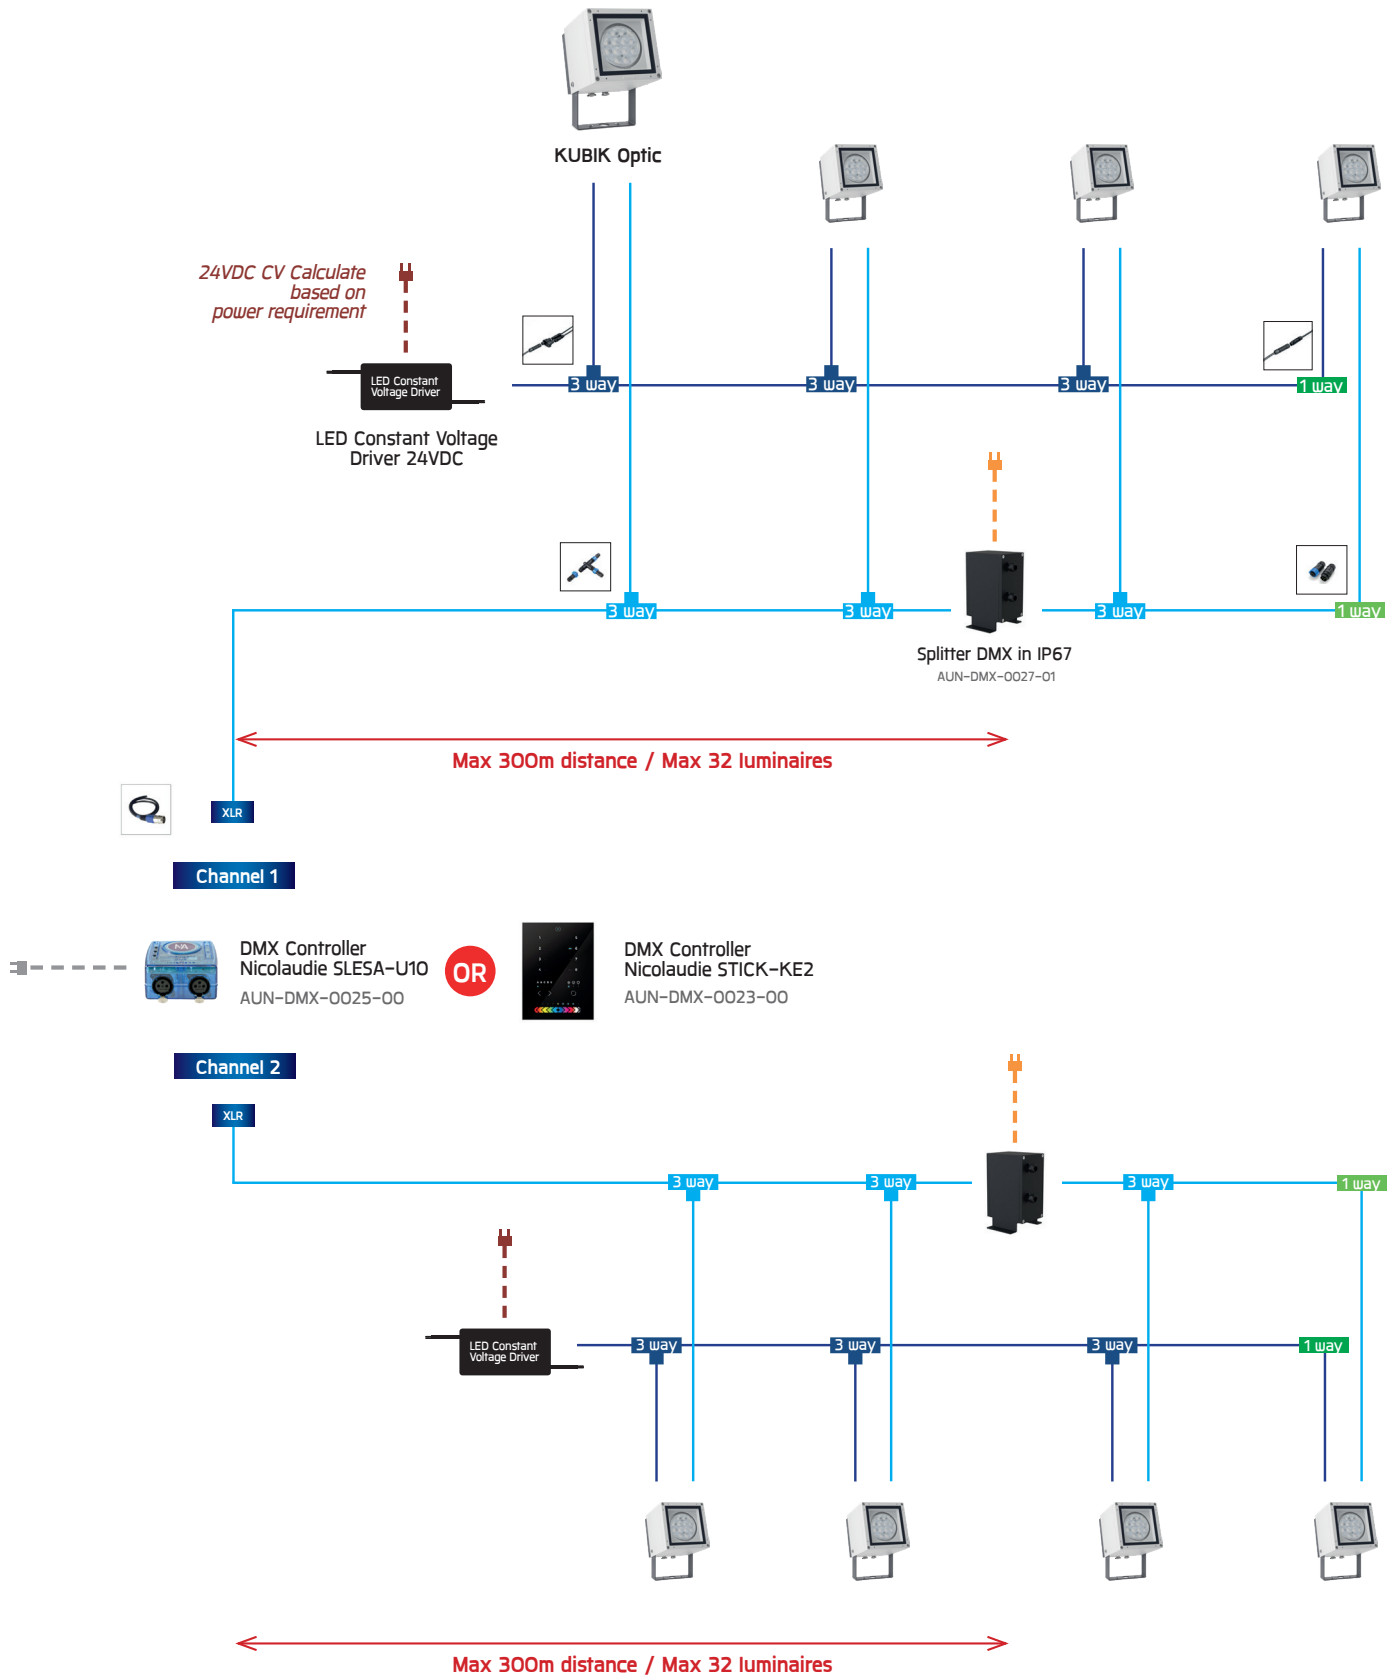 KUBIK Optic
24VDC CV Calculate
based on
power requirement
LED Constant
Voltage Driver
LED Constant Voltage
Driver 24VDC
3 way
3 way
3 way
1 way
3 way
3 way
3 way
1 way
Splitter DMX in IP67
AUN-DMX-0027-01
Max 300m distance / Max 32 luminaires
XLR
Channel 1
DMX Controller
Nicolaudie SLESA-U10
AUN-DMX-0025-00
OR
DMX Controller
Nicolaudie STICK-KE2
AUN-DMX-0023-00
Channel 2
XLR
3 way
3 way
3 way
1 way
LED Constant
Voltage Driver
3 way
3 way
3 way
1 way
Max 300m distance / Max 32 luminaires